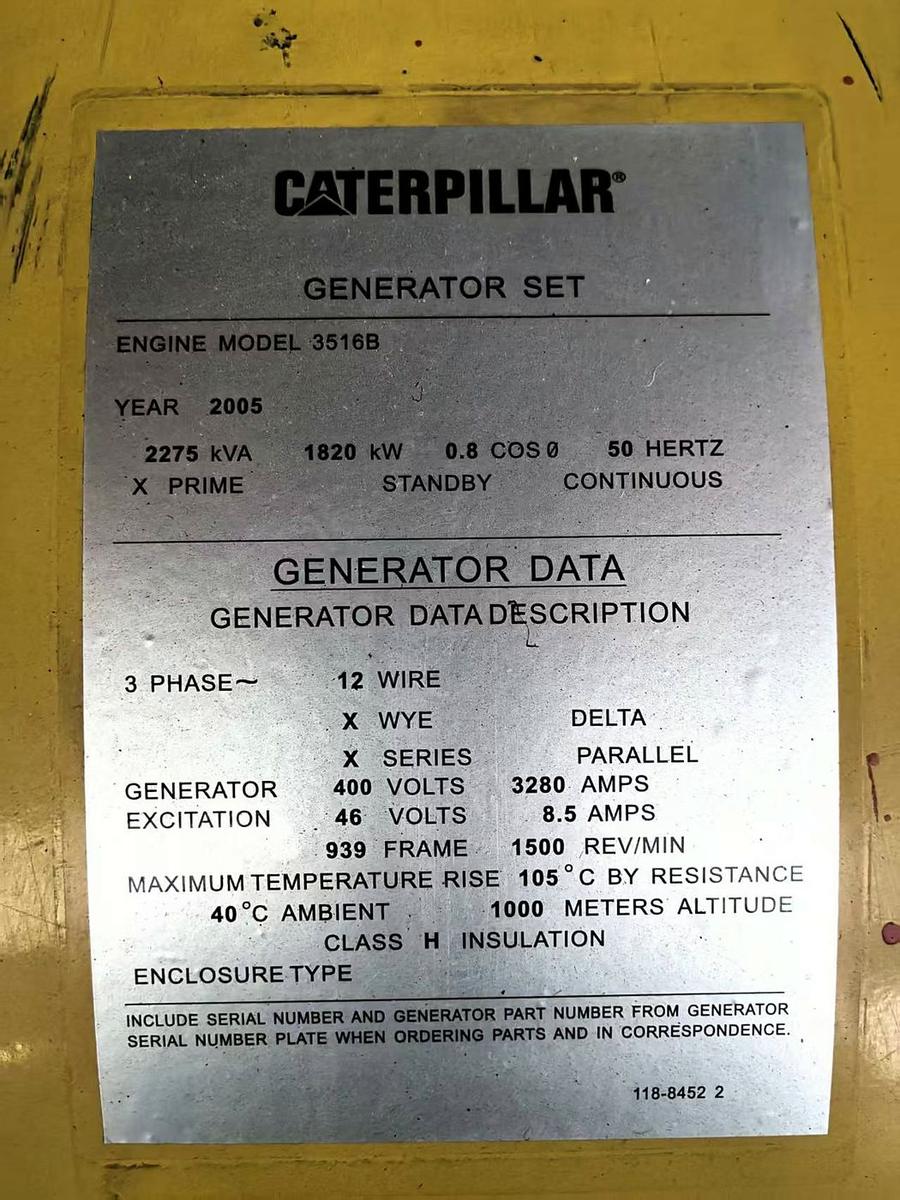 CATERPILLAR®
GENERATOR SET
ENGINE MODEL 3516B
YEAR 2005
2275 kVA 1820 kW 0.8 COS Ø 50 HERTZ
X PRIME STANDBY CONTINUOUS
GENERATOR DATA
GENERATOR DATA DESCRIPTION
3 PHASE~ 12 WIRE
X WYE DELTA
X SERIES PARALLEL
GENERATOR 400 VOLTS 3280 AMPS
EXCITATION 46 VOLTS 8.5 AMPS
939 FRAME 1500 REV/MIN
MAXIMUM TEMPERATURE RISE 105°C BY RESISTANCE
40°C AMBIENT 1000 METERS ALTITUDE
CLASS H INSULATION
ENCLOSURE TYPE
INCLUDE SERIAL NUMBER AND GENERATOR PART NUMBER FROM GENERATOR
SERIAL NUMBER PLATE WHEN ORDERING PARTS AND IN CORRESPONDENCE.
118-8452 2